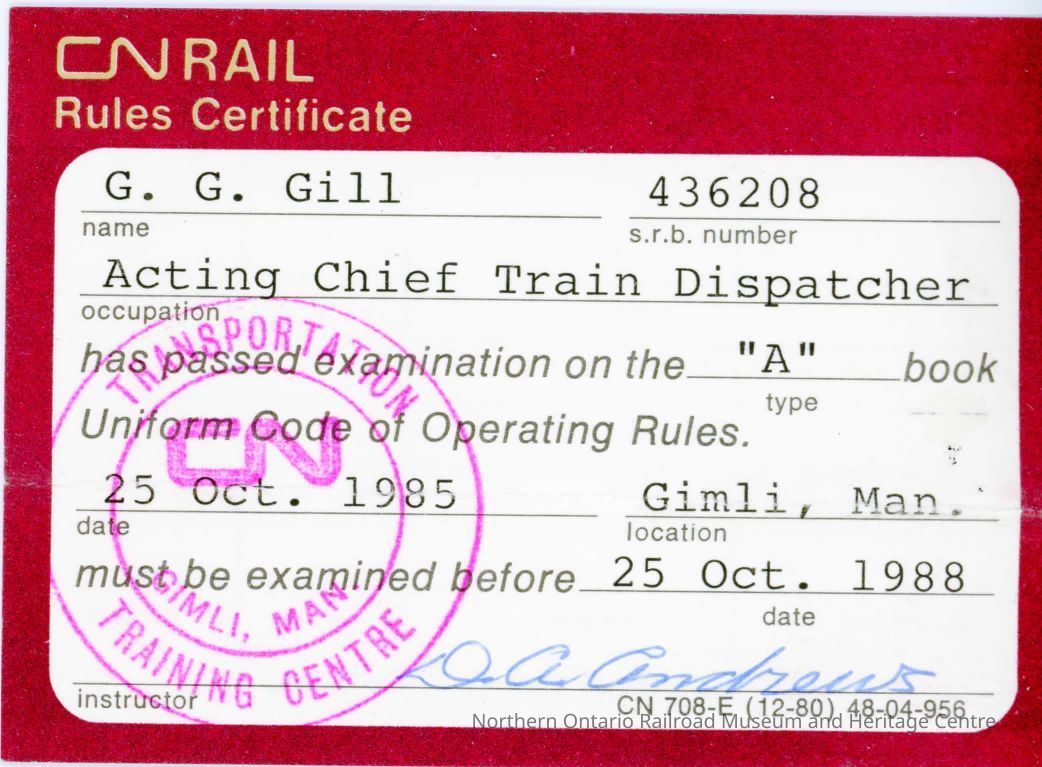 CN RAIL
Rules Certificate
G. G. Gill 436208
name s.r.b. number
Acting Chief Train Dispatcher
occupation
has passed examination on the "A" book
type
Uniform Code of Operating Rules.
25 Oct. 1985 Gimli, Man.
date location
must be examined before 25 Oct. 1988
date
D. A. Andrews
instructor CN 708-E (12-80) 48-04-956
TRANSPORTATION
CN
GIMLI, MAN.
TRAINING CENTRE
Northern Ontario Railroad Museum and Heritage Centre